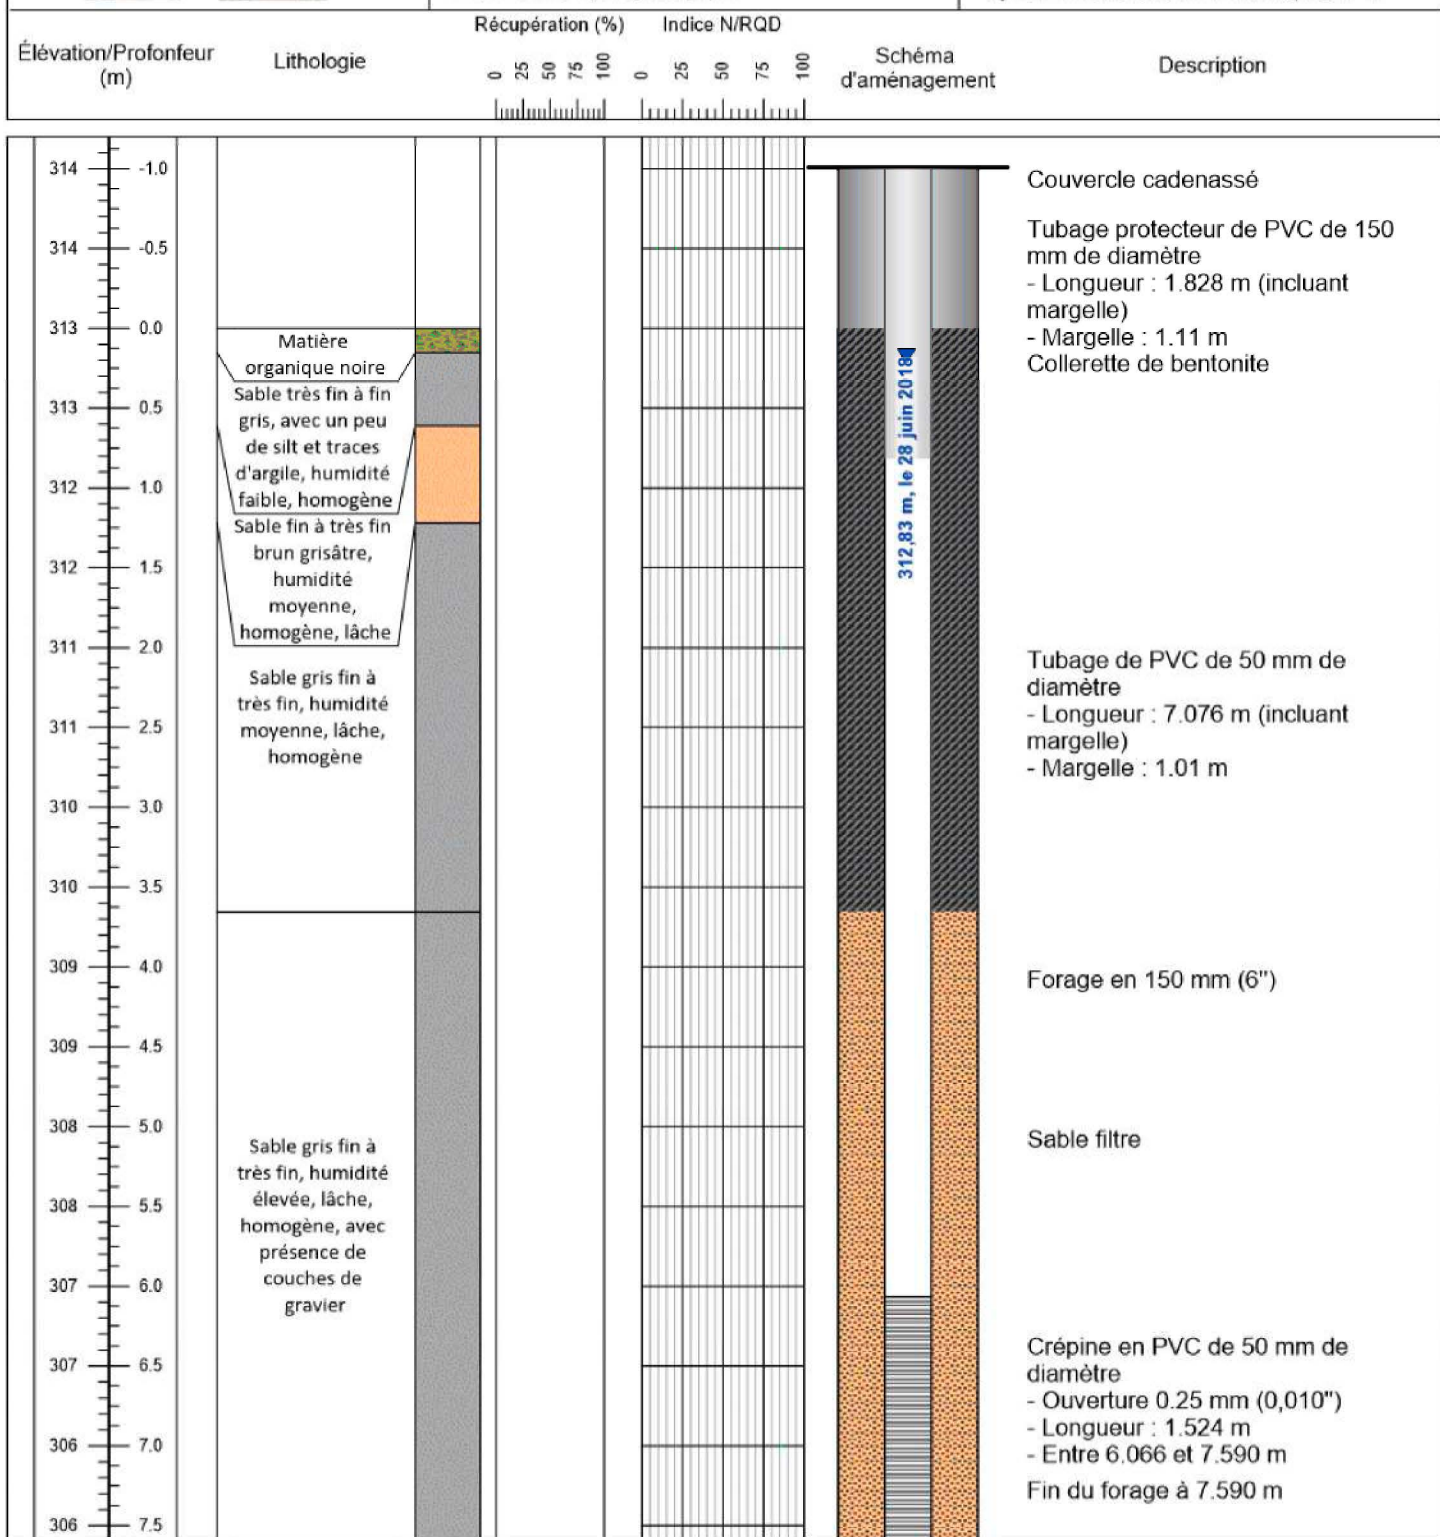 Récupération (%) Indice N/RQD
Élévation/Profonfeur
(m)
Lithologie
0 25 50 75 100
0 25 50 75 100
Schéma
d'aménagement
Description
314 -1.0
314 -0.5
313 0.0
313 0.5
312 1.0
312 1.5
311 2.0
311 2.5
310 3.0
310 3.5
309 4.0
309 4.5
308 5.0
308 5.5
307 6.0
307 6.5
306 7.0
306 7.5
Matière
organique noire
Sable très fin à fin
gris, avec un peu
de silt et traces
d'argile, humidité
faible, homogène
Sable fin à très fin
brun grisâtre,
humidité
moyenne,
homogène, lâche
Sable gris fin à
très fin, humidité
moyenne, lâche,
homogène
Sable gris fin à
très fin, humidité
élevée, lâche,
homogène, avec
présence de
couches de
gravier
312,83 m, le 28 juin 2018
Couvercle cadenassé
Tubage protecteur de PVC de 150
mm de diamètre
- Longueur : 1.828 m (incluant
margelle)
- Margelle : 1.11 m
Collerette de bentonite
Tubage de PVC de 50 mm de
diamètre
- Longueur : 7.076 m (incluant
margelle)
- Margelle : 1.01 m
Forage en 150 mm (6")
Sable filtre
Crépine en PVC de 50 mm de
diamètre
- Ouverture 0.25 mm (0,010")
- Longueur : 1.524 m
- Entre 6.066 et 7.590 m
Fin du forage à 7.590 m